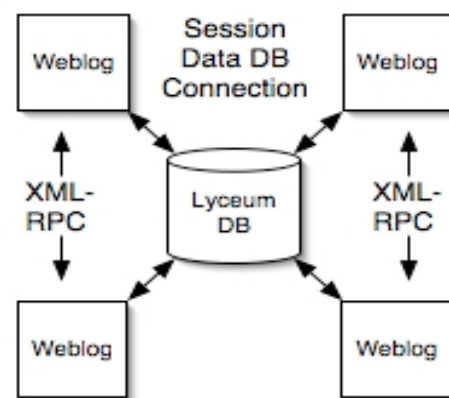 Weblog
Session
Data DB
Connection
Weblog
XML-
RPC
Lyceum
DB
XML-
RPC
Weblog
Weblog